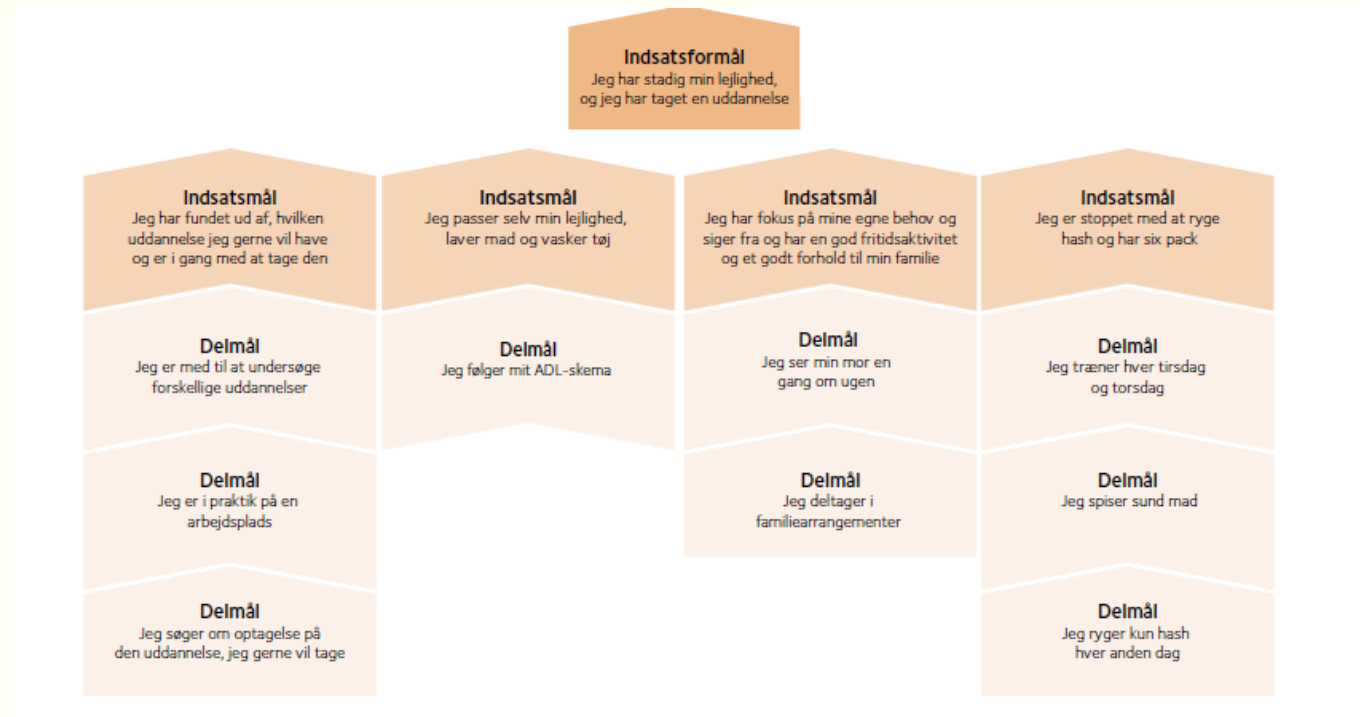 Indsatsformål
Jeg har stadig min lejlighed,
og jeg har taget en uddannelse
Indsatsmål
Jeg har fundet ud af, hvilken
uddannelse jeg gerne vil have
og er i gang med at tage den
Delmål
Jeg er med til at undersøge
forskellige uddannelser
Delmål
Jeg er i praktik på en
arbejdsplads
Delmål
Jeg søger om optagelse på
den uddannelse, jeg gerne vil tage
Indsatsmål
Jeg passer selv min lejlighed,
laver mad og vasker tøj
Delmål
Jeg følger mit ADL-skema
Indsatsmål
Jeg har fokus på mine egne behov og
siger fra og har en god fritidsaktivitet
og et godt forhold til min familie
Delmål
Jeg ser min mor en
gang om ugen
Delmål
Jeg deltager i
familiearrangementer
Indsatsmål
Jeg er stoppet med at ryge
hash og har six pack
Delmål
Jeg træner hver tirsdag
og torsdag
Delmål
Jeg spiser sund mad
Delmål
Jeg ryger kun hash
hver anden dag